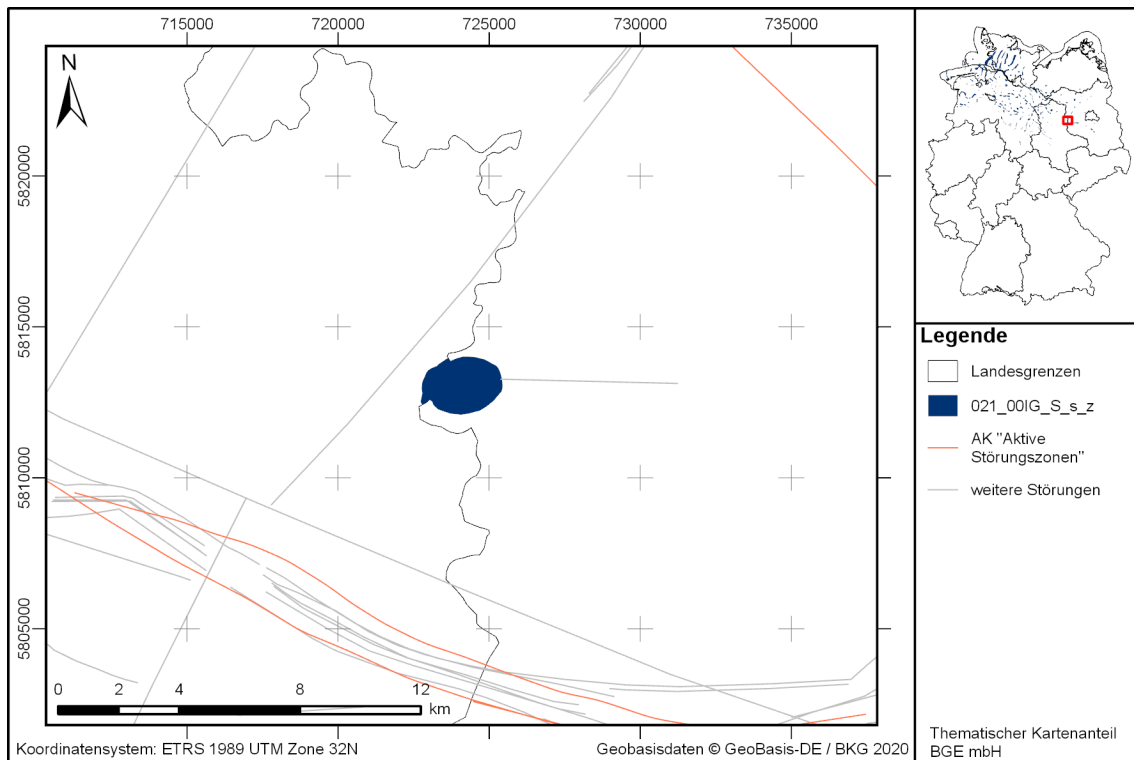 715000
720000
725000
730000
735000
5820000
5815000
5810000
5805000
N
0
2
4
8
12
km
Koordinatensystem: ETRS 1989 UTM Zone 32N
Geobasisdaten © GeoBasis-DE / BKG 2020
Legende
Landesgrenzen
021_00IG_S_s_z
AK "Aktive
Störungszonen"
weitere Störungen
Thematischer Kartenanteil
BGE mbH